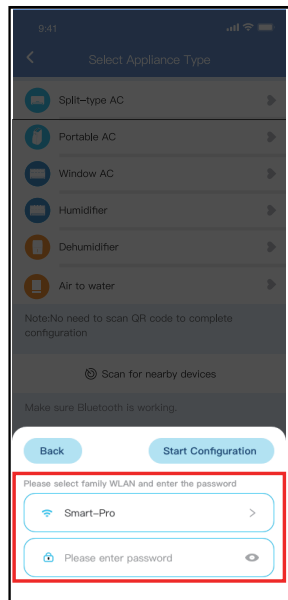 9:41
Select Appliance Type
Split-type AC
Portable AC
Window AC
Humidifier
Dehumidifier
Air to water
Note:No need to scan QR code to complete
configuration
Scan for nearby devices
Make sure Bluetooth is working.
Back
Start Configuration
Please select family WLAN and enter the password
Smart-Pro
Please enter password